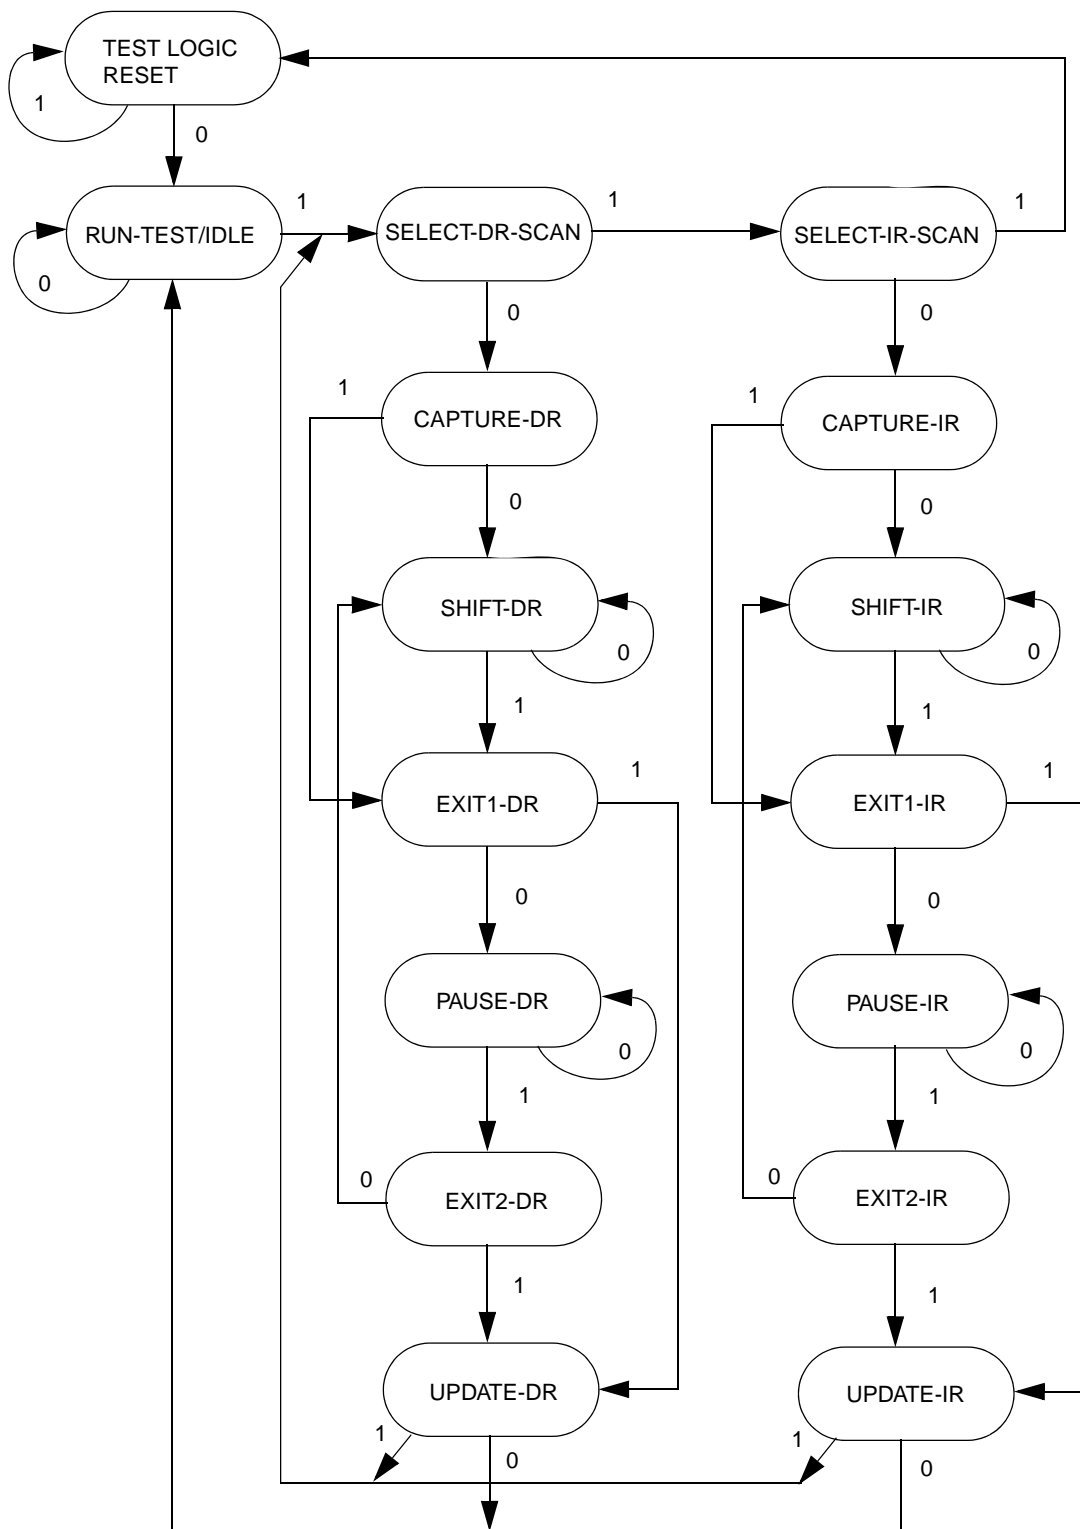 TEST LOGIC
RESET
1
0
RUN-TEST/IDLE
1
SELECT-DR-SCAN
1
SELECT-IR-SCAN
1
0
0
0
1
CAPTURE-DR
1
CAPTURE-IR
0
0
SHIFT-DR
SHIFT-IR
0
0
1
1
EXIT1-DR
1
EXIT1-IR
1
0
0
PAUSE-DR
PAUSE-IR
0
0
1
1
0
EXIT2-DR
0
EXIT2-IR
1
1
UPDATE-DR
UPDATE-IR
1
0
1
0